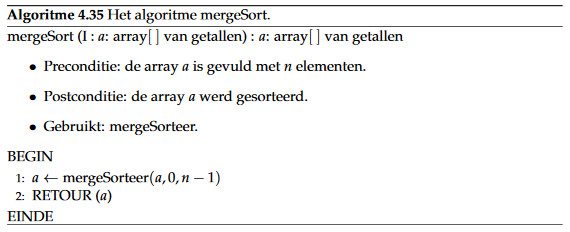 Algoritme 4.35 Het algoritme mergeSort.
mergeSort (I : a: array[ ] van getallen) : a: array[ ] van getallen
• Preconditie: de array a is gevuld met n elementen.
• Postconditie: de array a werd gesorteerd.
• Gebruikt: mergeSorteer.
BEGIN
1: a ← mergeSorteer(a, 0, n − 1)
2: RETOUR (a)
EINDE